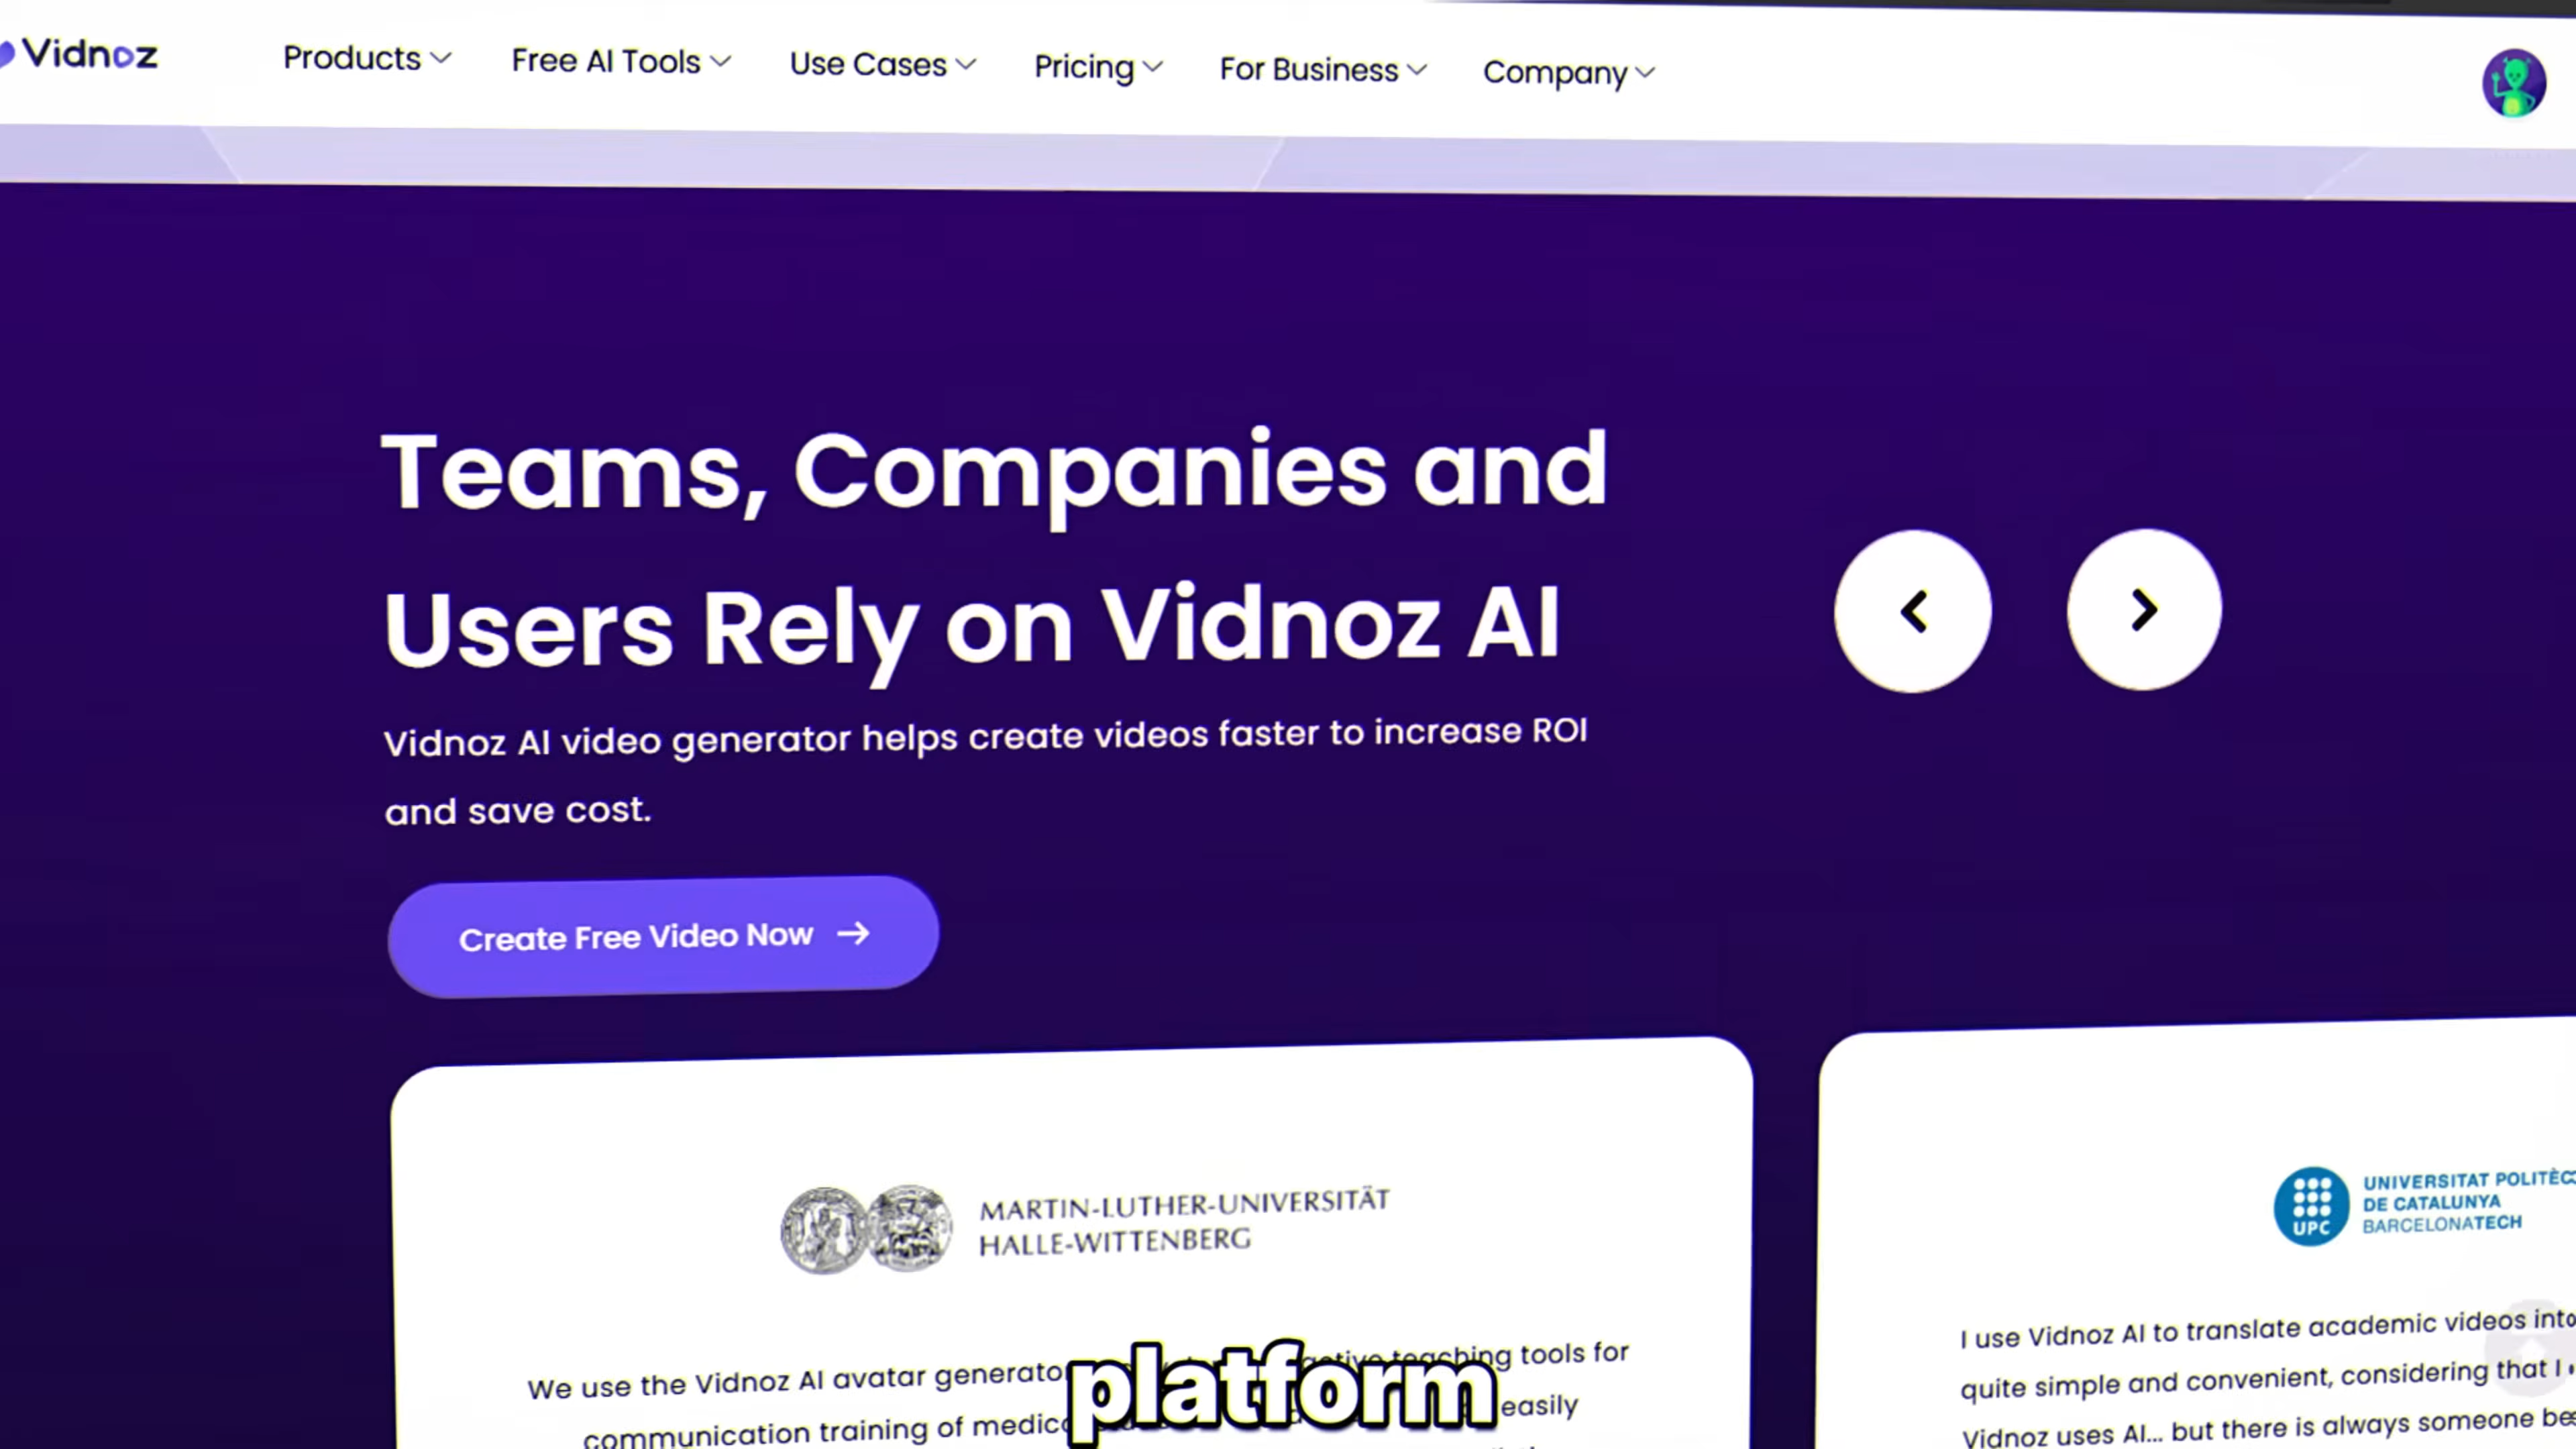 Vidnoz
Products
Free AI Tools
Use Cases
Pricing
For Business
Company
Teams, Companies and
Users Rely on Vidnoz AI
Vidnoz AI video generator helps create videos faster to increase ROI
and save cost.
Create Free Video Now →
MARTIN-LUTHER-UNIVERSITÄT
HALLE-WITTENBERG
We use the Vidnoz AI avatar teaching tools for
communication training of easily
UPC
UNIVERSITAT
DE CATALUNYA
BARCELONATECH
I use Vidnoz AI to translate academic videos into
quite simple and convenient, considering that I
Vidnoz uses AI... but there is always someone
platform